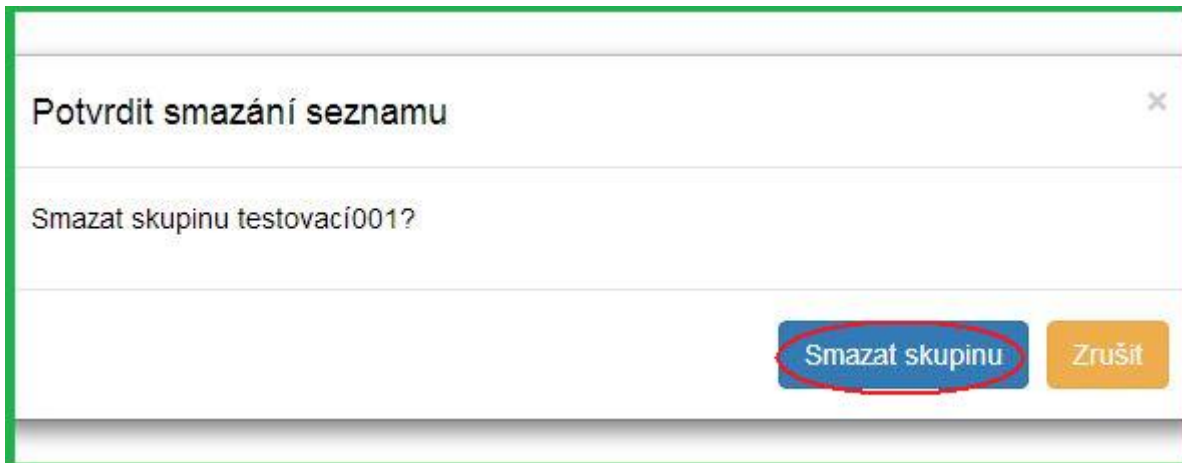 Potvrdit smazání seznamu
×
Smazat skupinu testovací001?
Smazat skupinu
Zrušit